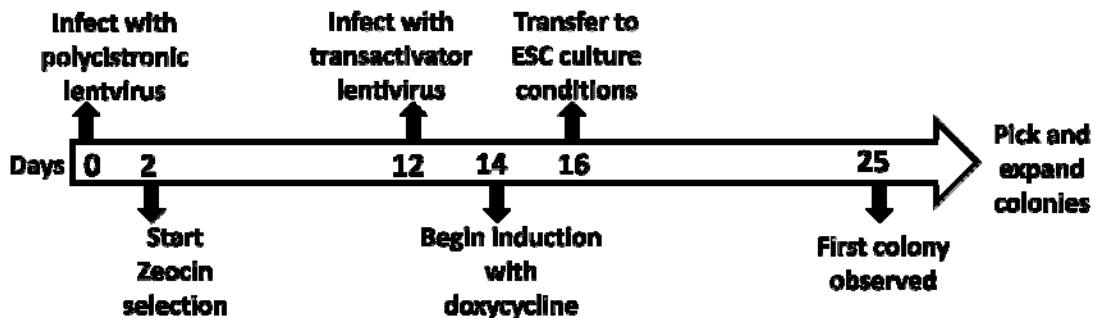 Infect with
polycistronic
lentvirus
Infect with
transactivator
lentivirus
Transfer to
ESC culture
conditions
Days 0 2 12 14 16 25
Pick and
expand
colonies
Start
Zeocin
selection
Begin induction
with
doxycycline
First colony
observed